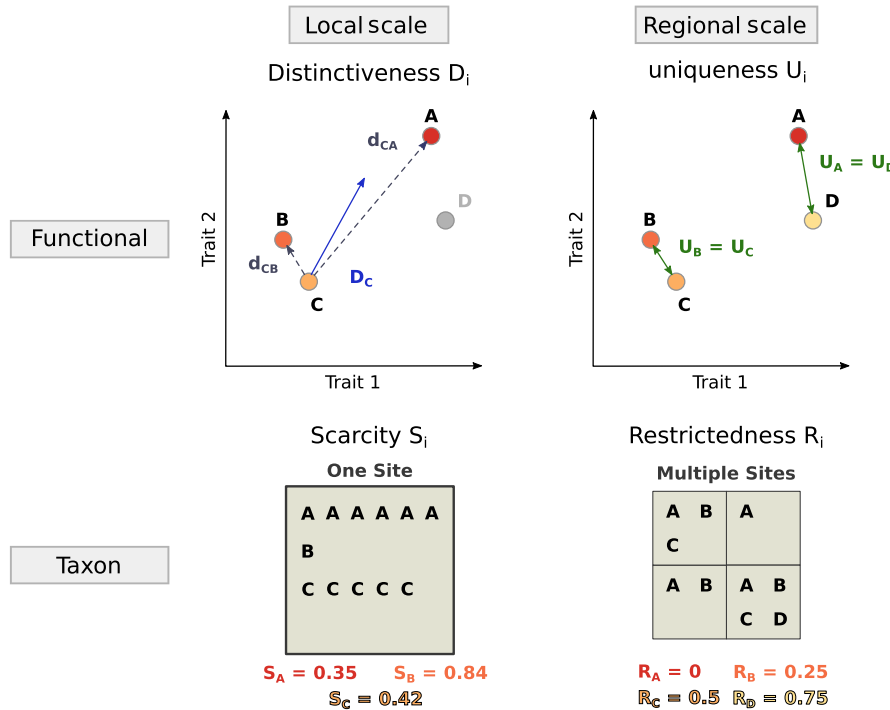 Local scale
Regional scale
Distinctiveness Di
uniqueness Ui
Functional
Trait 2
A
dCA
D
B
dCB
DC
C
Trait 1
Trait 2
A
UA = UD
D
B
UB = UC
C
Trait 1
Taxon
Scarcity Si
One Site
A A A A A A
B
C C C C C
SA = 0.35 SB = 0.84
SC = 0.42
Restrictedness Ri
Multiple Sites
A B A
C
A B A B
C D
RA = 0 RB = 0.25
RC = 0.5 RD = 0.75